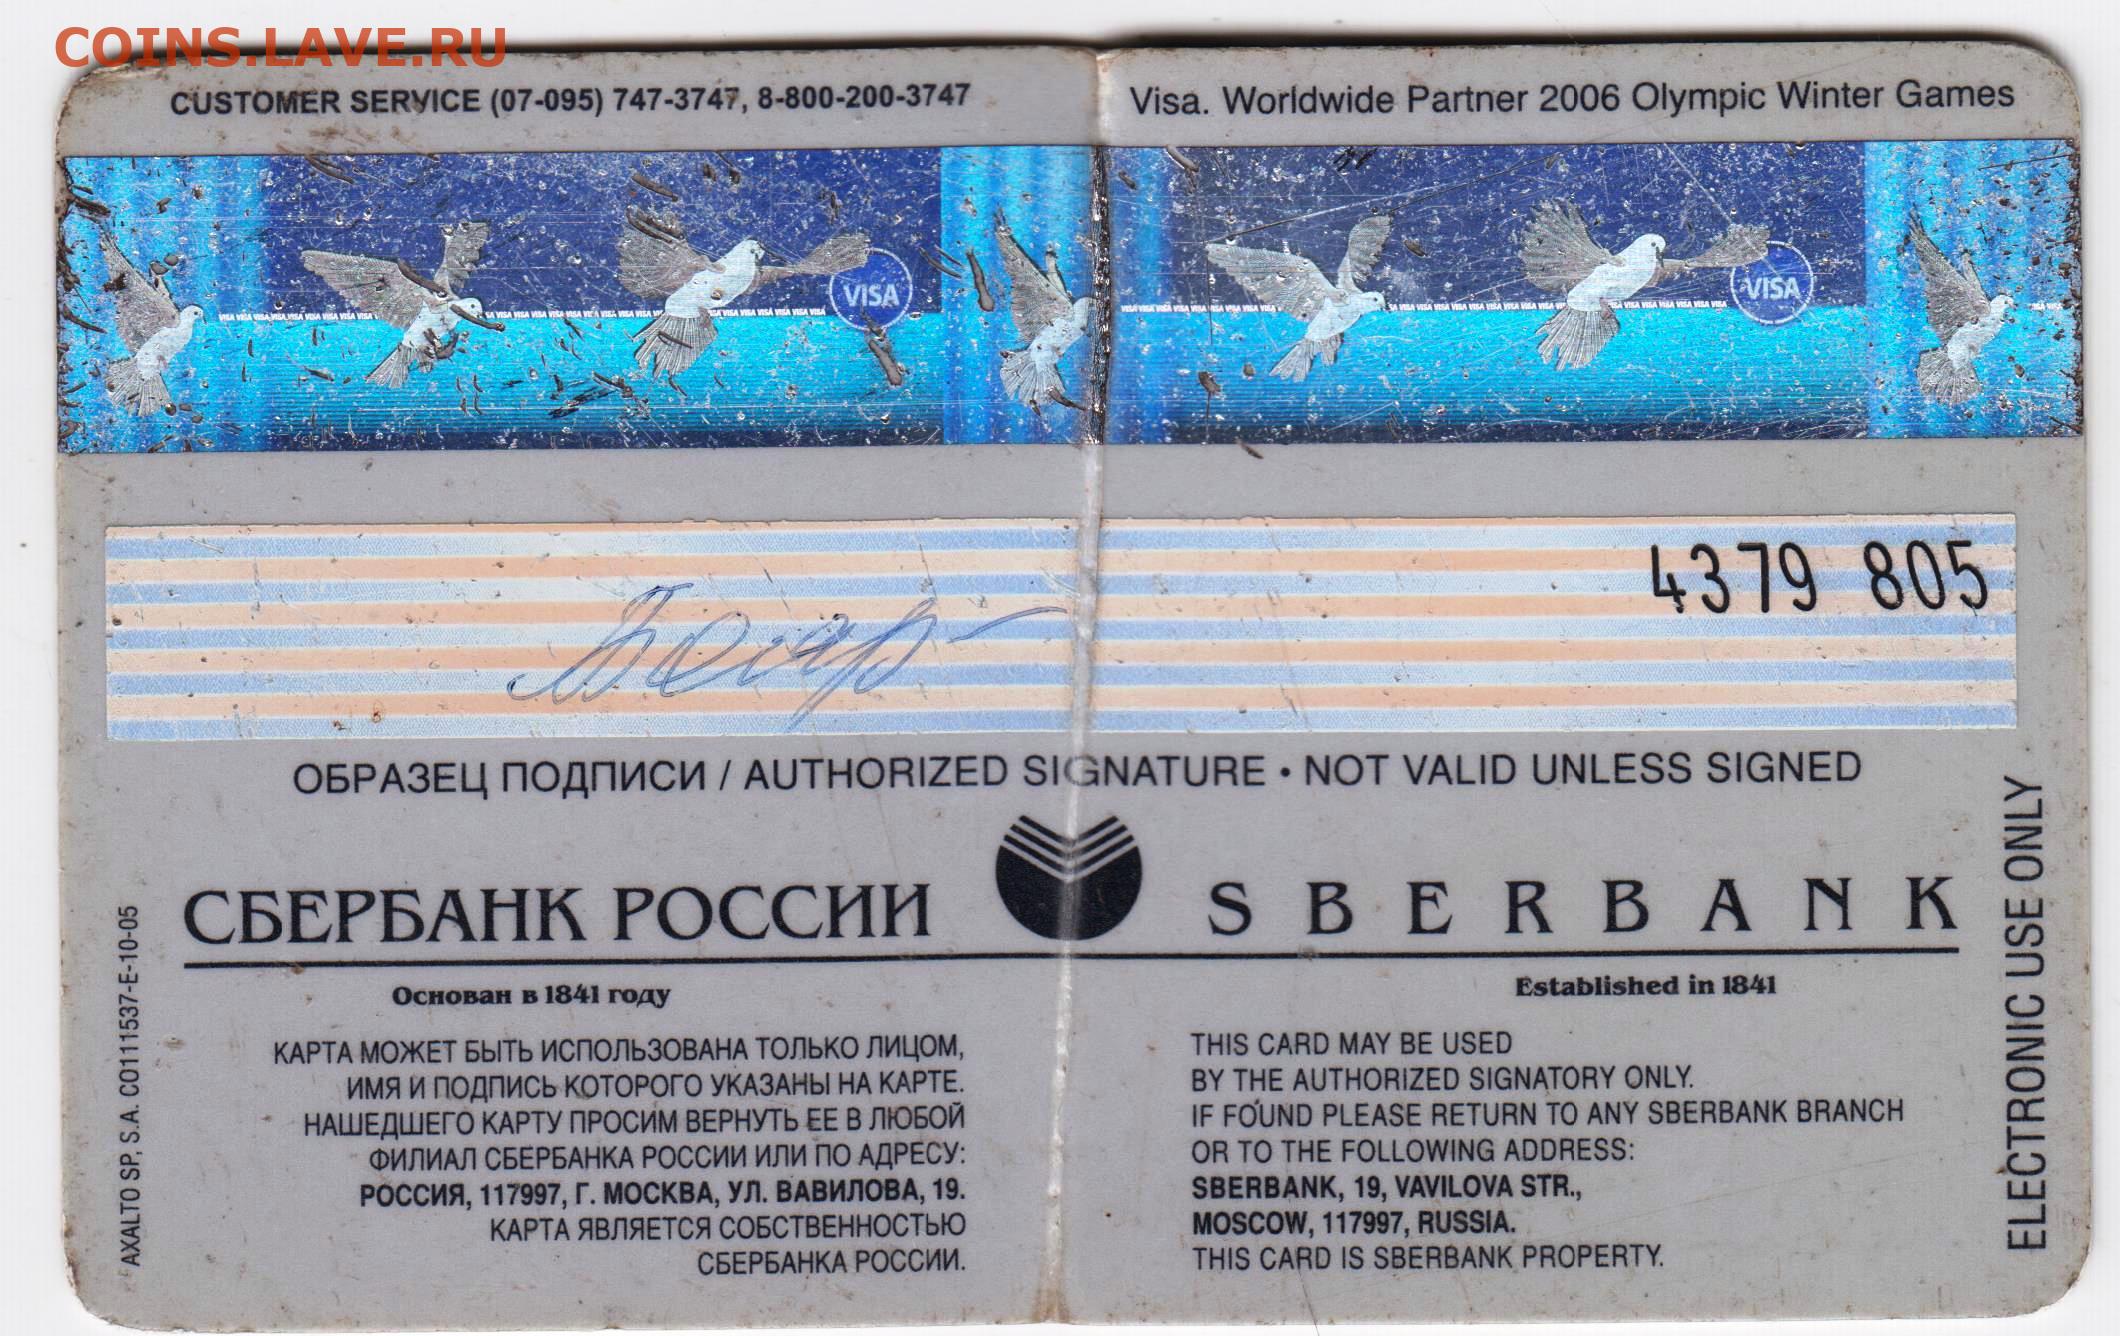 COINS.LAVE.RU
CUSTOMER SERVICE (07-095) 747-3747, 8-800-200-3747
Visa. Worldwide Partner 2006 Olympic Winter Games
VISA
VISA
4379 805
ОБРАЗЕЦ ПОДПИСИ / AUTHORIZED SIGNATURE • NOT VALID UNLESS SIGNED
СБЕРБАНК РОССИИ
Основан в 1841 году
КАРТА МОЖЕТ БЫТЬ ИСПОЛЬЗОВАНА ТОЛЬКО ЛИЦОМ,
ИМЯ И ПОДПИСЬ КОТОРОГО УКАЗАНЫ НА КАРТЕ.
НАШЕДШЕГО КАРТУ ПРОСИМ ВЕРНУТЬ ЕЕ В ЛЮБОЙ
ФИЛИАЛ СБЕРБАНКА РОССИИ ИЛИ ПО АДРЕСУ:
РОССИЯ, 117997, Г. МОСКВА, УЛ. ВАВИЛОВА, 19.
КАРТА ЯВЛЯЕТСЯ СОБСТВЕННОСТЬЮ
СБЕРБАНКА РОССИИ.
SBERBANK
Established in 1841
THIS CARD MAY BE USED
BY THE AUTHORIZED SIGNATORY ONLY.
IF FOUND PLEASE RETURN TO ANY SBERBANK BRANCH
OR TO THE FOLLOWING ADDRESS:
SBERBANK, 19, VAVILOVA STR.,
MOSCOW, 117997, RUSSIA.
THIS CARD IS SBERBANK PROPERTY.
AXALTO SP, S.A. CO111537-E-10-05
ELECTRONIC USE ONLY